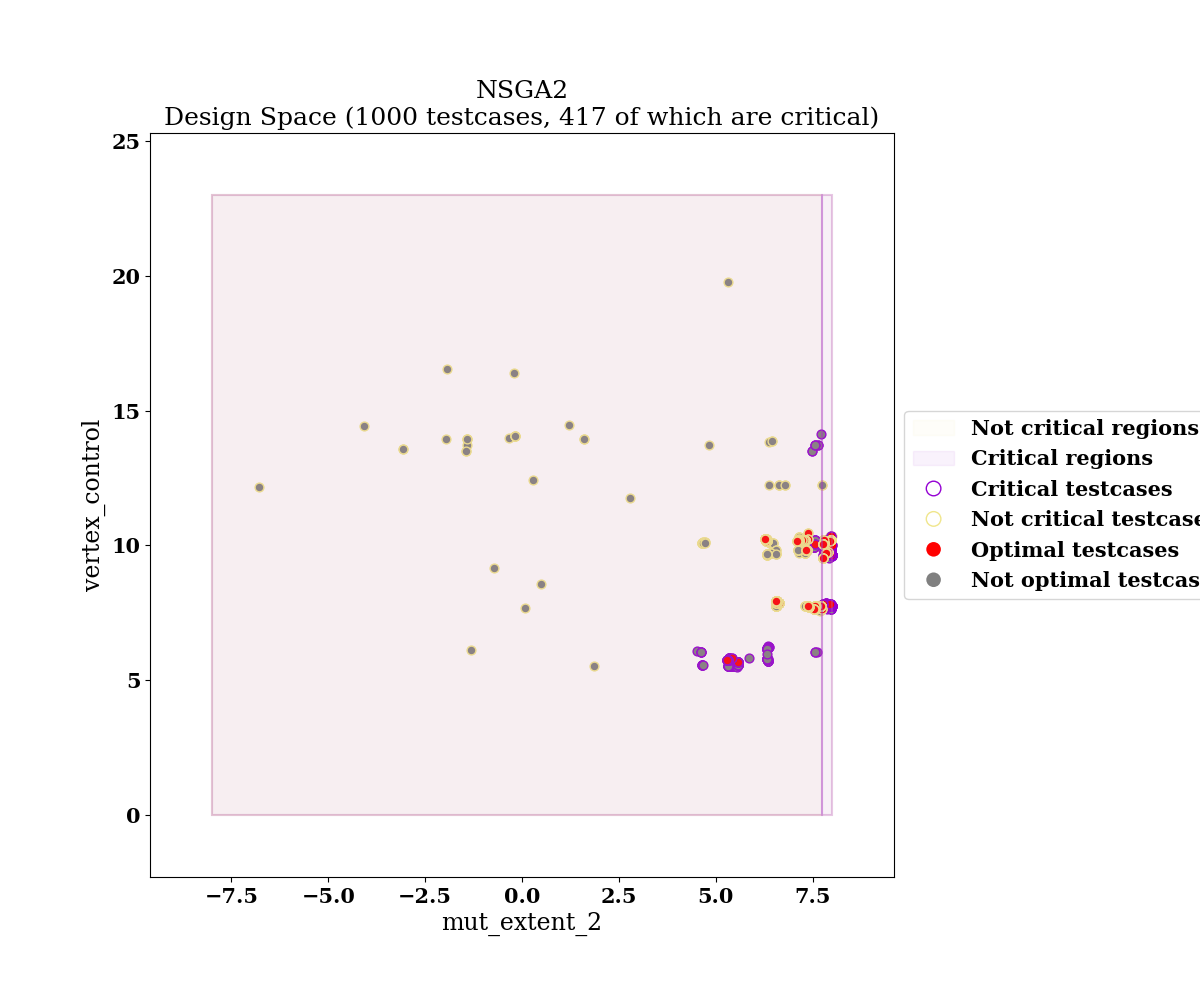 NSGA2
Design Space (1000 testcases, 417 of which are critical)
25
20
15
10
5
0
vertex_control
−7.5
−5.0
−2.5
0.0
2.5
5.0
7.5
mut_extent_2
Not critical regions
Critical regions
Critical testcases
Not critical testcase
Optimal testcases
Not optimal testcas